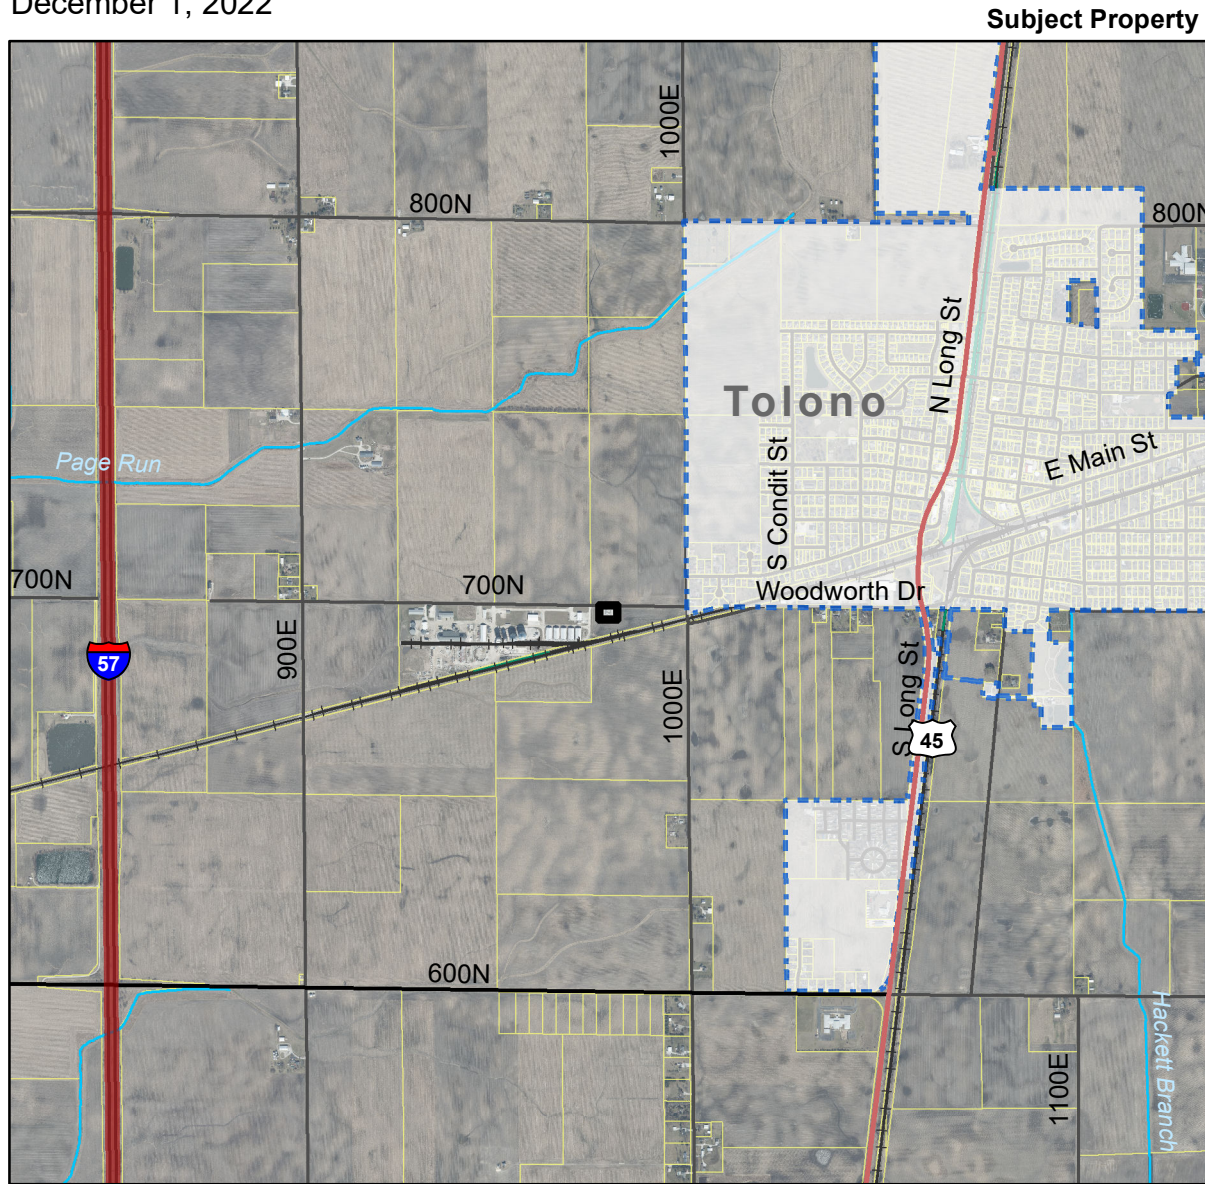 December 1, 2022
Subject Property
1000E
800N
800N
N Long St
Tolono
E Main St
S Condit St
Page Run
700N
700N
Woodworth Dr
900E
57
1000E
S Long St
45
600N
Hackett Branch
1100E